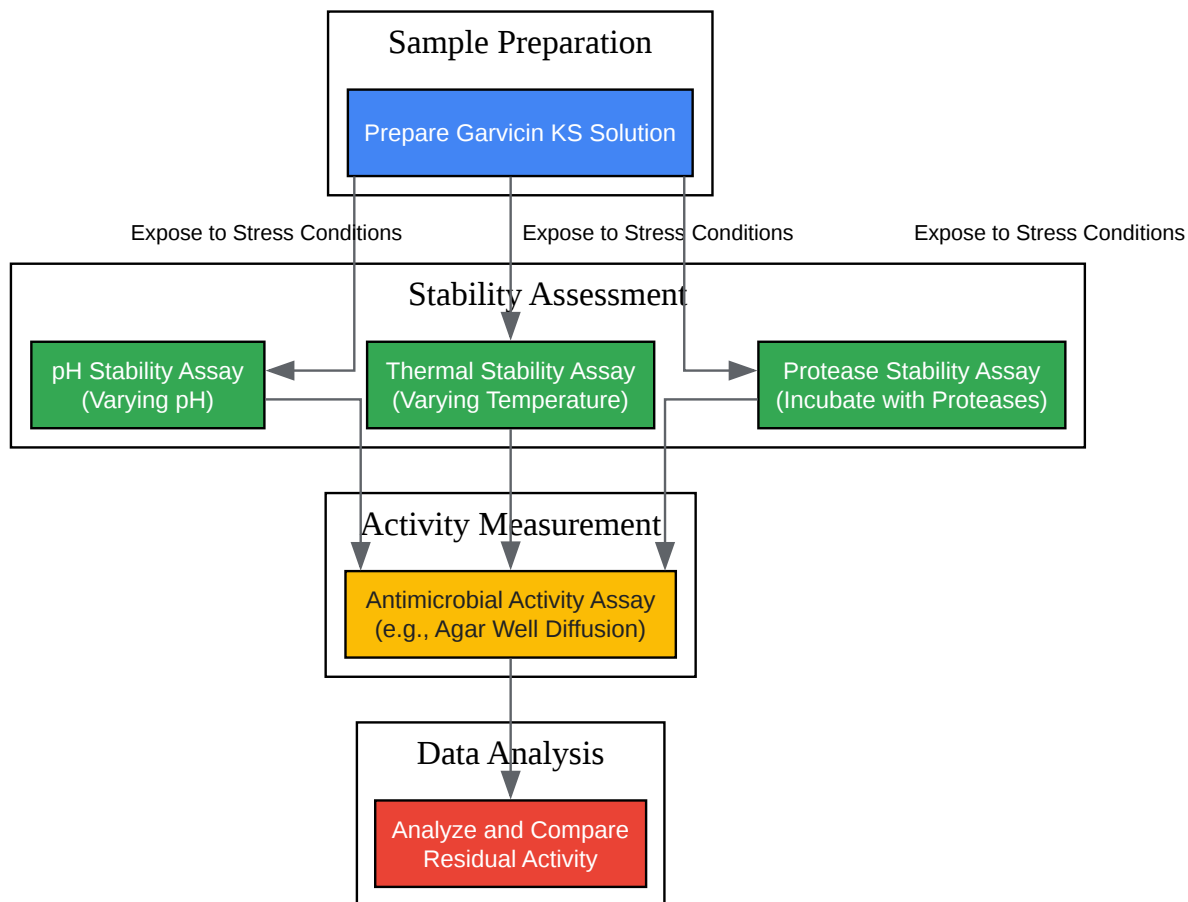 Sample Preparation
Prepare Garvicin KS Solution
Expose to Stress Conditions
Expose to Stress Conditions
Expose to Stress Conditions
Stability Assessment
pH Stability Assay
(Varying pH)
Thermal Stability Assay
(Varying Temperature)
Protease Stability Assay
(Incubate with Proteases)
Activity Measurement
Antimicrobial Activity Assay
(e.g., Agar Well Diffusion)
Data Analysis
Analyze and Compare
Residual Activity